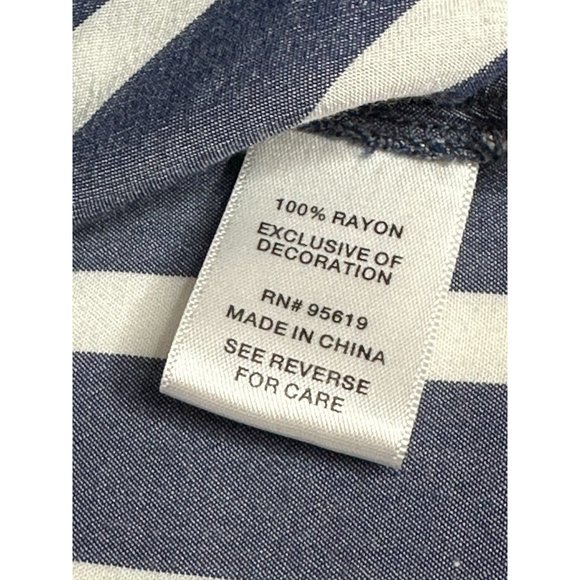 100% RAYON
EXCLUSIVE OF
DECORATION
RN# 95619
MADE IN CHINA
SEE REVERSE
FOR CARE